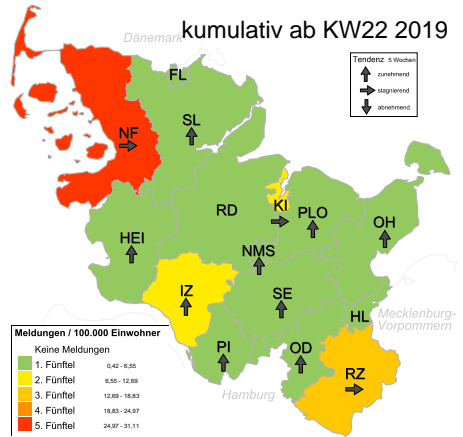 kumulativ ab KW22 2019
Dänemark
Tendenz 5 Wochen
zunehmend
stagnierend
abnehmend
FL
SL
NF
RD
KI
PLO
OH
HEI
NMS
IZ
SE
HL
PI
OD
RZ
Mecklenburg-
Vorpommern
Hamburg
Meldungen / 100.000 Einwohner
Keine Meldungen
1. Fünftel 0,42 - 6,55
2. Fünftel 6,55 - 12,69
3. Fünftel 12,69 - 18,83
4. Fünftel 18,83 - 24,97
5. Fünftel 24,97 - 31,11